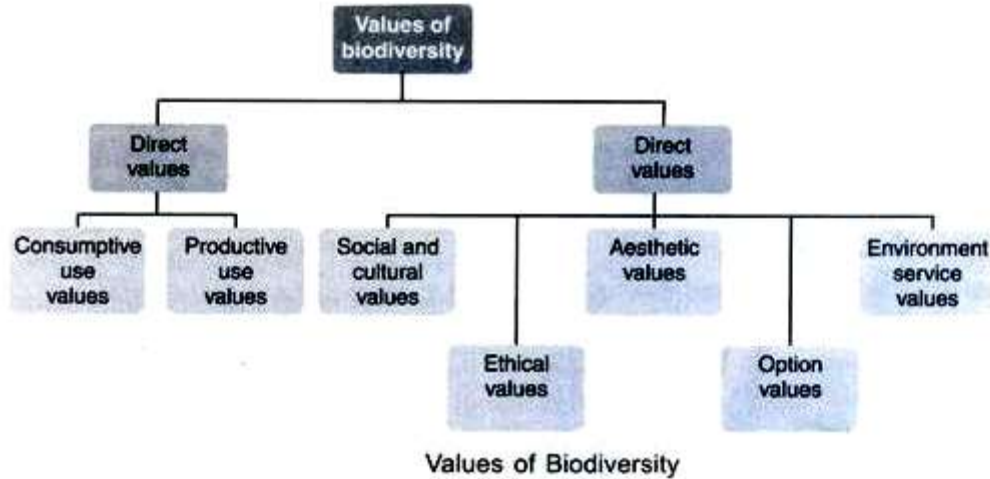 Values of
biodiversity
Direct
values
Direct
values
Consumptive
use
values
Productive
use
values
Social and
cultural
values
Aesthetic
values
Environment
service
values
Ethical
values
Option
values
Values of Biodiversity